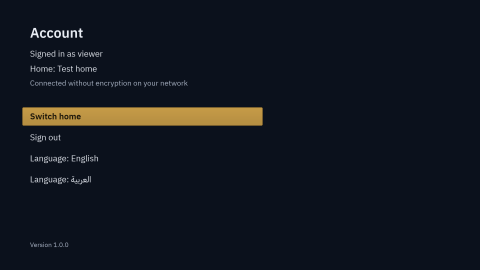 Account
Signed in as viewer
Home: Test home
Connected without encryption on your network
Switch home
Sign out
Language: English
Language: العربية
Version 1.0.0